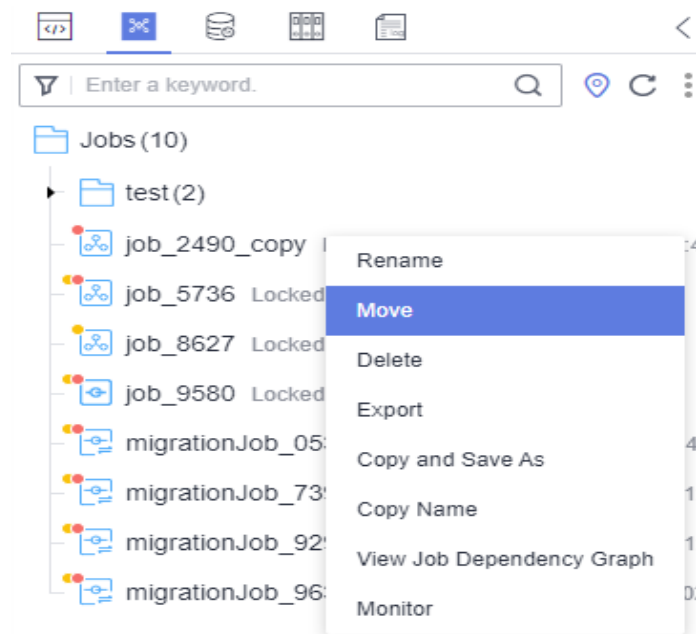 Enter a keyword.
Jobs (10)
test (2)
job_2490_copy
job_5736 Locked
job_8627 Locked
job_9580 Locked
migrationJob_05
migrationJob_73
migrationJob_92
migrationJob_96
Rename
Move
Delete
Export
Copy and Save As
Copy Name
View Job Dependency Graph
Monitor